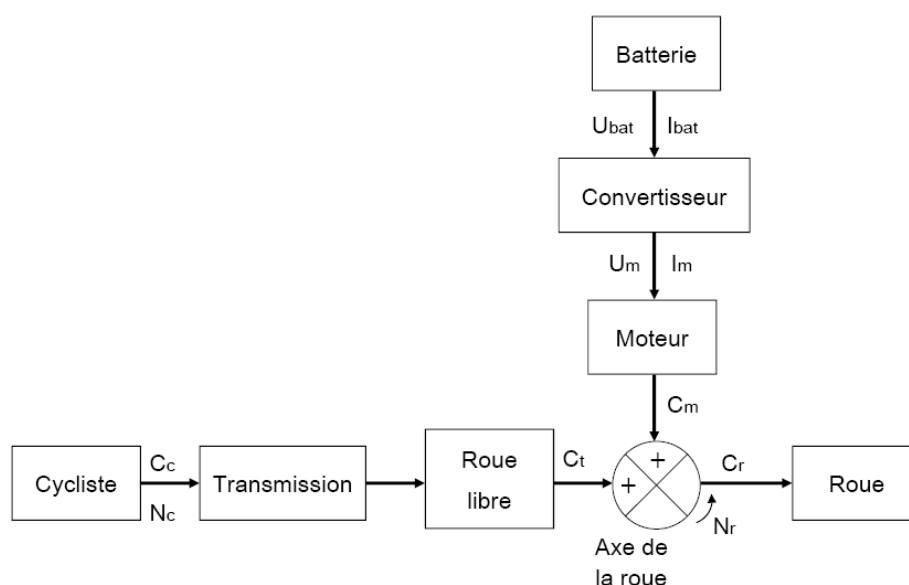 Batterie
Ubat Ibat
Convertisseur
Um Im
Moteur
Cm
Cycliste
Cc
Nc
Transmission
Roue
libre
Ct
+
+
Cr
Nr
Roue
Axe de
la roue